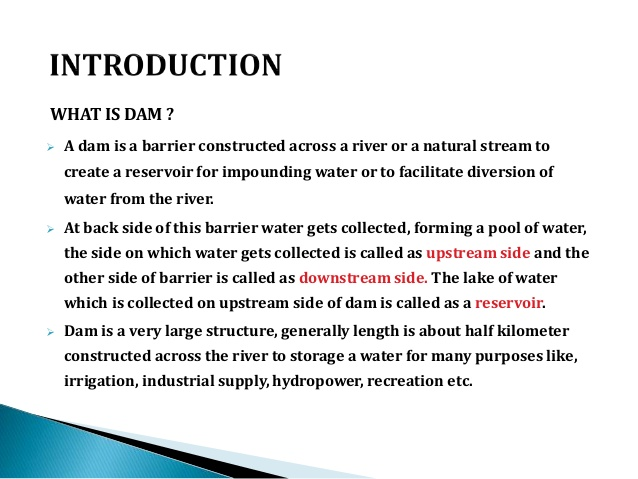 INTRODUCTION
WHAT IS DAM ?
A dam is a barrier constructed across a river or a natural stream to
create a reservoir for impounding water or to facilitate diversion of
water from the river.
At back side of this barrier water gets collected, forming a pool of water,
the side on which water gets collected is called as upstream side and the
other side of barrier is called as downstream side. The lake of water
which is collected on upstream side of dam is called as a reservoir.
Dam is a very large structure, generally length is about half kilometer
constructed across the river to storage a water for many purposes like,
irrigation, industrial supply, hydropower, recreation etc.